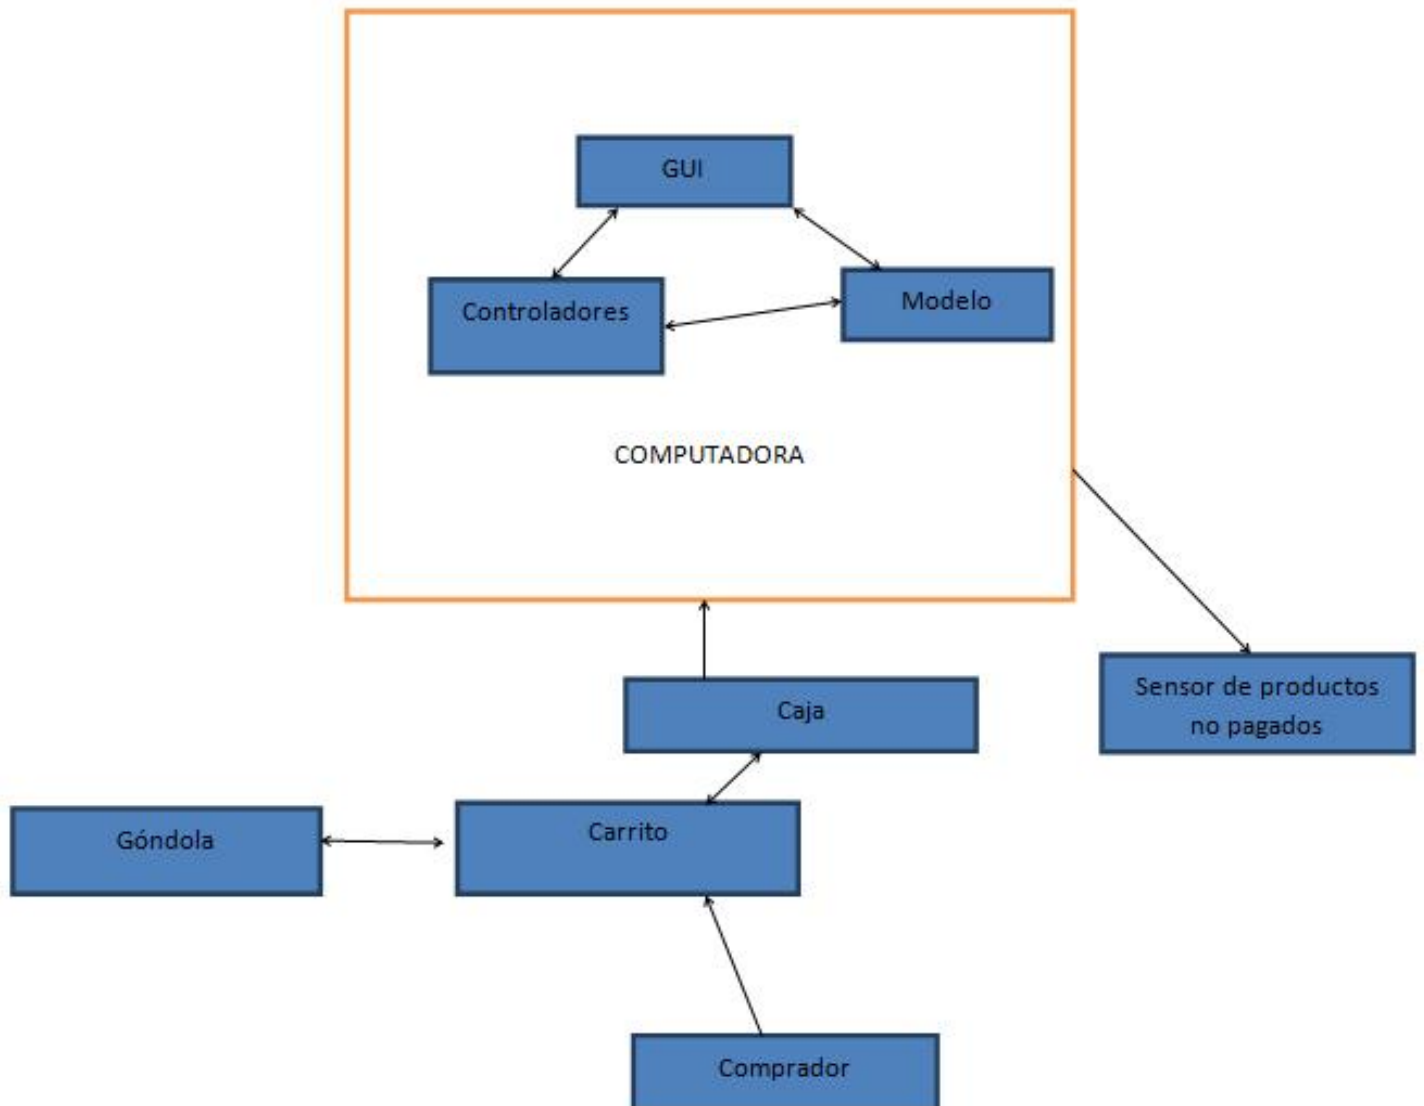 GUI
Controladores
Modelo
COMPUTADORA
Sensor de productos
no pagados
Caja
Góndola
Carrito
Comprador